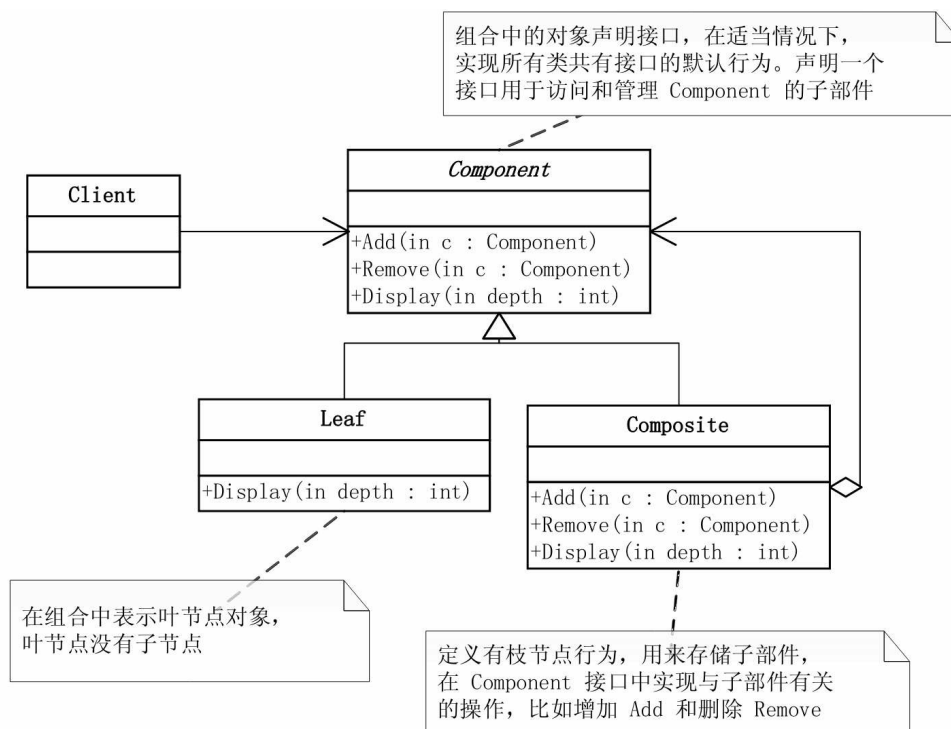 组合中的对象声明接口，在适当情况下，
实现所有类共有接口的默认行为。声明一个
接口用于访问和管理 Component 的子部件
Component
+Add(in c : Component)
+Remove(in c : Component)
+Display(in depth : int)
Client
Leaf
+Display(in depth : int)
Composite
+Add(in c : Component)
+Remove(in c : Component)
+Display(in depth : int)
在组合中表示叶节点对象，
叶节点没有子节点
定义有枝节点行为，用来存储子部件，
在 Component 接口中实现与子部件有关
的操作，比如增加 Add 和删除 Remove